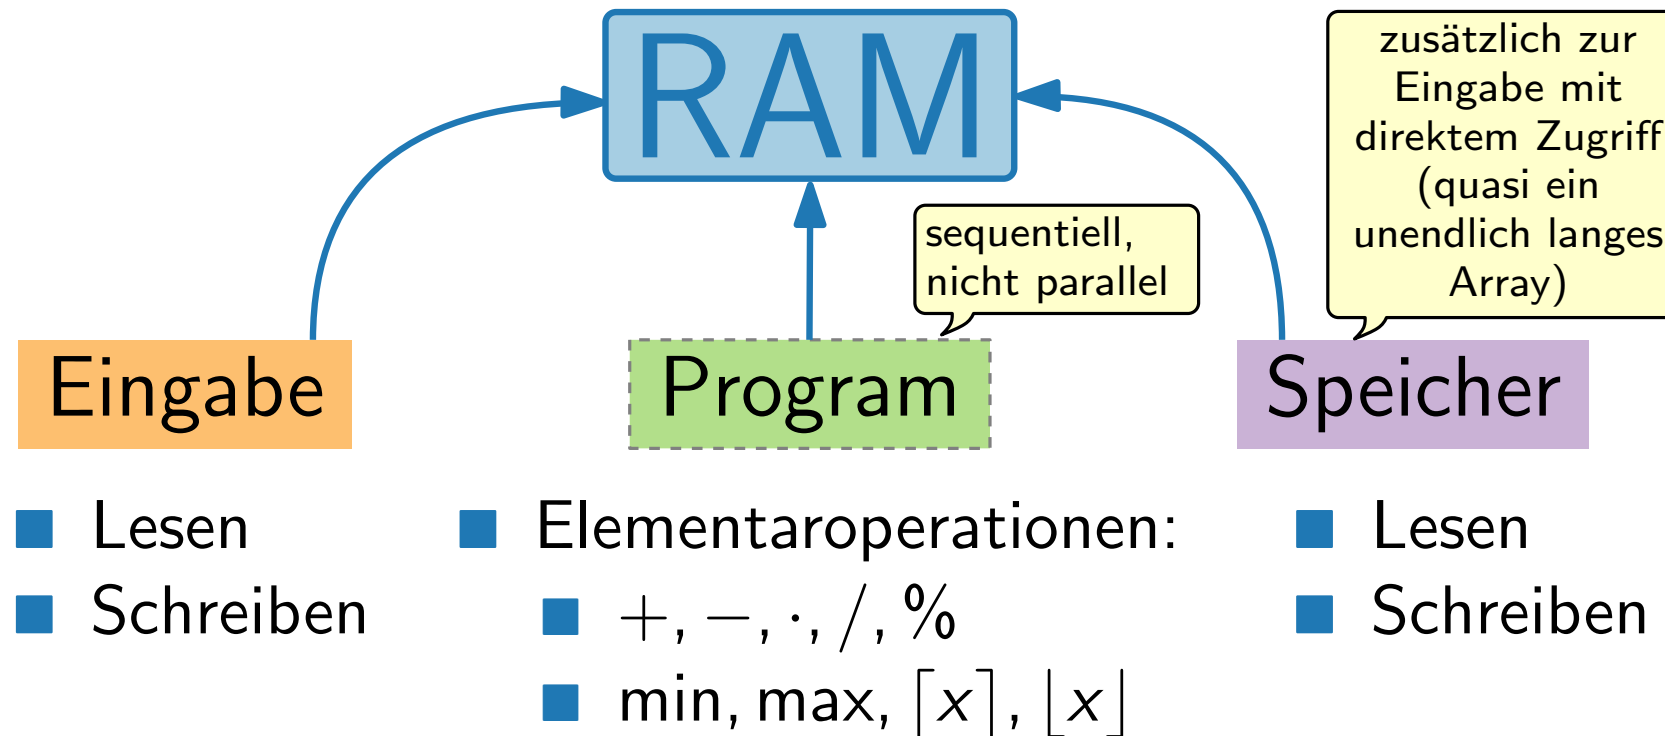 RAM
zusätzlich zur
Eingabe mit
direktem Zugriff
(quasi ein
unendlich langes
Array)
sequentiell,
nicht parallel
Eingabe
Program
Speicher
Lesen
Schreiben
Elementaroperationen:
+, −, ·, /, %
min, max, ⌈x⌉, ⌊x⌋
Lesen
Schreiben